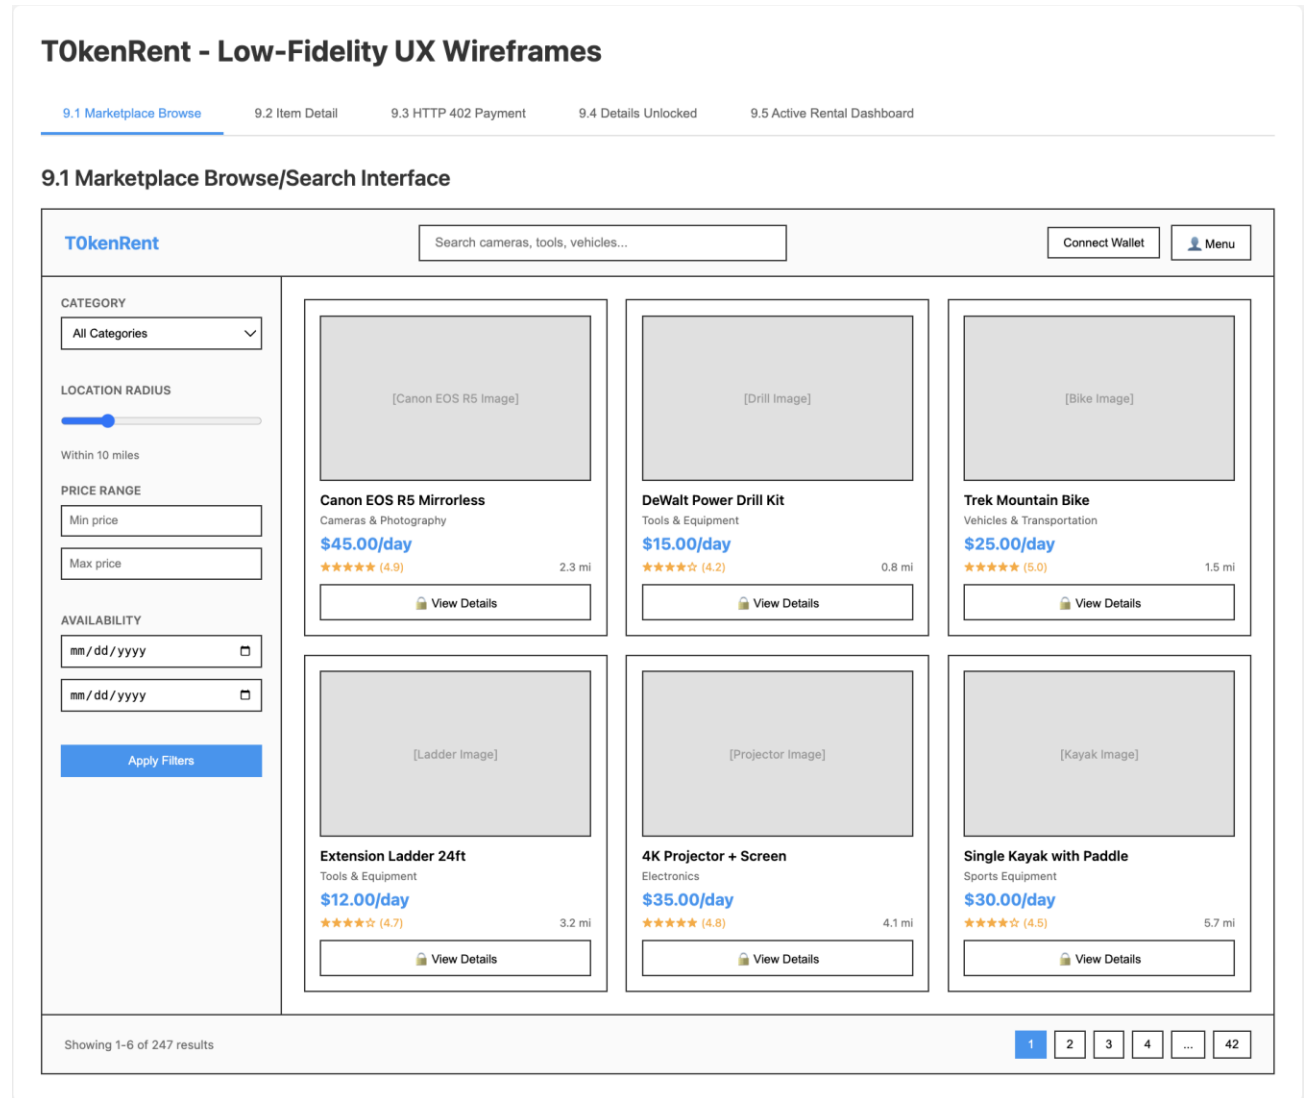 T0kenRent - Low-Fidelity UX Wireframes
9.1 Marketplace Browse
9.2 Item Detail
9.3 HTTP 402 Payment
9.4 Details Unlocked
9.5 Active Rental Dashboard
9.1 Marketplace Browse/Search Interface
T0kenRent
Search cameras, tools, vehicles...
Connect Wallet
👤 Menu
CATEGORY
All Categories
LOCATION RADIUS
Within 10 miles
PRICE RANGE
Min price
Max price
AVAILABILITY
mm/dd/yyyy
mm/dd/yyyy
Apply Filters
[Canon EOS R5 Image]
Canon EOS R5 Mirrorless
Cameras & Photography
$45.00/day
★★★★★ (4.9)
2.3 mi
🔒 View Details
[Drill Image]
DeWalt Power Drill Kit
Tools & Equipment
$15.00/day
★★★★☆ (4.2)
0.8 mi
🔒 View Details
[Bike Image]
Trek Mountain Bike
Vehicles & Transportation
$25.00/day
★★★★★ (5.0)
1.5 mi
🔒 View Details
[Ladder Image]
Extension Ladder 24ft
Tools & Equipment
$12.00/day
★★★★☆ (4.7)
3.2 mi
🔒 View Details
[Projector Image]
4K Projector + Screen
Electronics
$35.00/day
★★★★★ (4.8)
4.1 mi
🔒 View Details
[Kayak Image]
Single Kayak with Paddle
Sports Equipment
$30.00/day
★★★★☆ (4.5)
5.7 mi
🔒 View Details
Showing 1-6 of 247 results
1
2
3
4
...
42